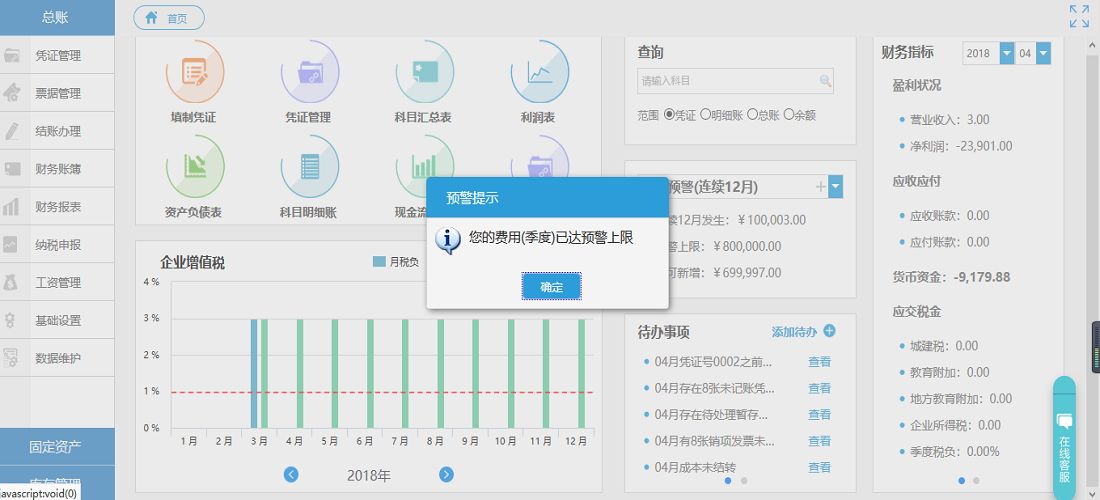 总账
首页
凭证管理
票据管理
结账办理
财务账簿
财务报表
纳税申报
工资管理
基础设置
数据维护
固定资产
javascript:void(0)
填制凭证
凭证管理
科目汇总表
利润表
资产负债表
科目明细账
现金流
企业增值税
月税负
4 %
3 %
2 %
1 %
0 %
1 月 2 月 3 月 4 月 5 月 6 月 7 月 8 月 9 月 10 月 11 月 12 月
2018年
预警提示
您的费用(季度)已达预警上限
确定
查询
请输入科目
范围 凭证 明细账 总账 余额
预警(连续12月)
续12月发生: ￥100,003.00
警上限: ￥800,000.00
可新增: ￥699,997.00
待办事项 添加待办
04月凭证号0002之前... 查看
04月存在8张未记账凭... 查看
04月存在待处理暂存... 查看
04月有8张销项发票未... 查看
04月成本未结转 查看
财务指标 2018 04
盈利状况
营业收入: 3.00
净利润: -23,901.00
应收应付
应收账款: 0.00
应付账款: 0.00
货币资金: -9,179.88
应交税金
城建税: 0.00
教育附加: 0.00
地方教育附加: 0.00
企业所得税: 0.00
季度税负: 0.00%
在线客服